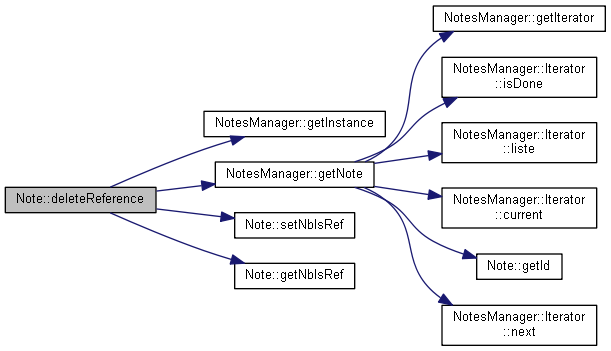 NotesManager::getIterator
NotesManager::Iterator
::isDone
NotesManager::getInstance
NotesManager::Iterator
::liste
NotesManager::getNote
Note::deleteReference
NotesManager::Iterator
::current
Note::setNbIsRef
Note::getId
Note::getNbIsRef
NotesManager::Iterator
::next